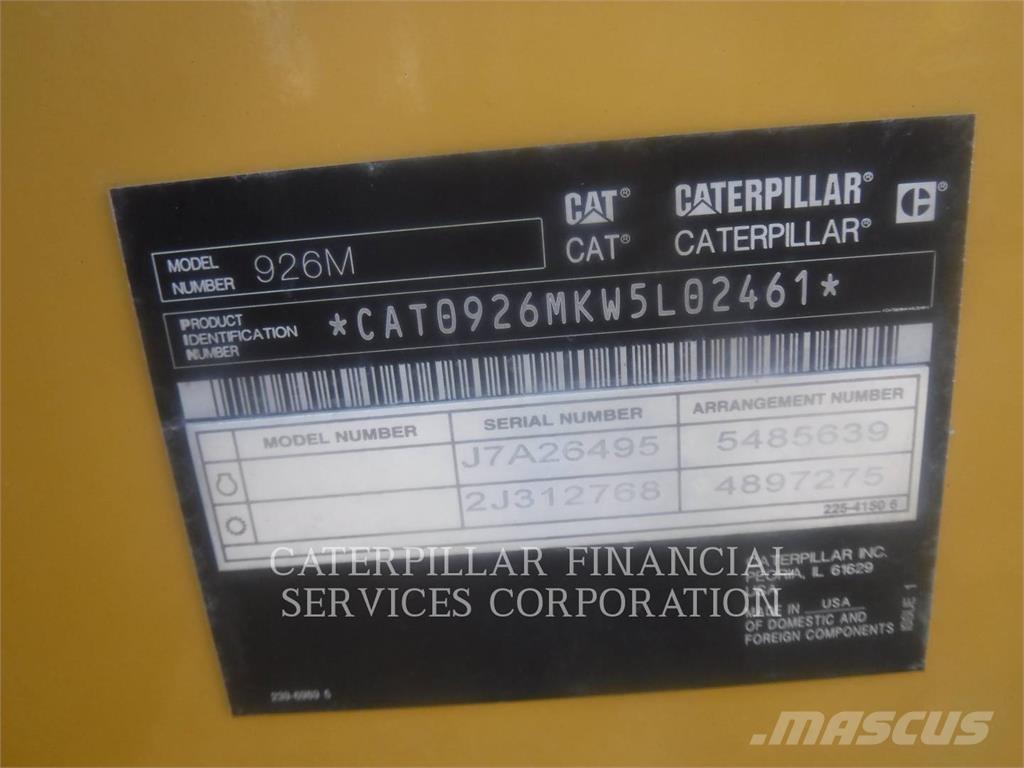 CAT® CATERPILLAR® ®
CAT® CATERPILLAR®
MODEL NUMBER 926M
PRODUCT IDENTIFICATION NUMBER *CAT0926MKW5L02461*
MODEL NUMBER SERIAL NUMBER ARRANGEMENT NUMBER
J7A26495 5485639
2J312768 4897275
225-4150 6
CATERPILLAR FINANCIAL
SERVICES CORPORATION
CATERPILLAR INC.
PEORIA, IL 61629
USA
MADE IN USA
OF DOMESTIC AND
FOREIGN COMPONENTS
ISSUE 1
239-6989 5
MASCUS